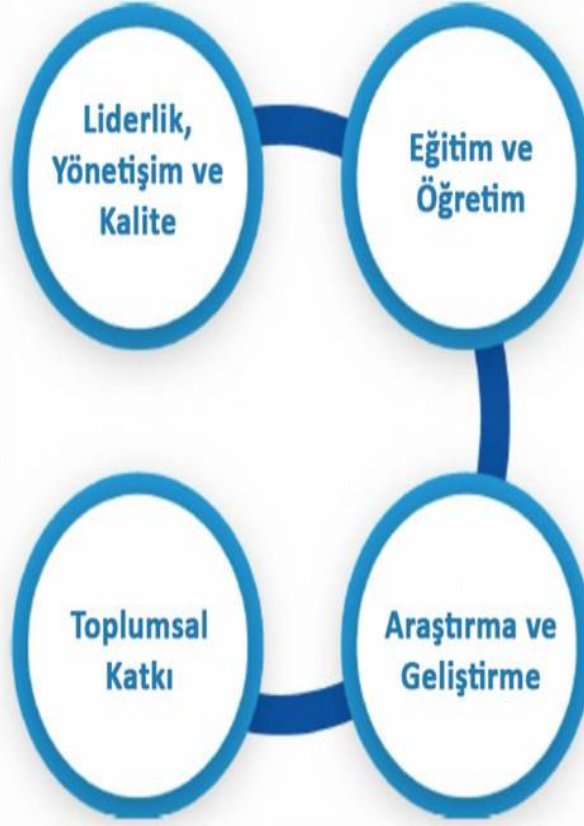 Liderlik,
Yönetişim ve
Kalite
Eğitim ve
Öğretim
Toplumsal
Katkı
Araştırma ve
Geliştirme